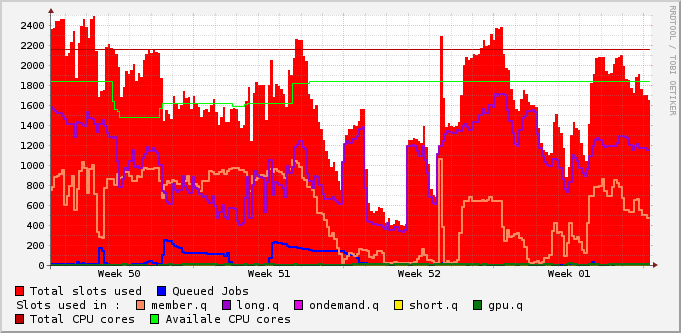 RRDTOOL / TOBI OETIKER
2400
2200
2000
1800
1600
1400
1200
1000
800
600
400
200
0
Week 50 Week 51 Week 52 Week 01
Total slots used Queued Jobs
Slots used in : member.q long.q ondemand.q short.q gpu.q
Total CPU cores Availale CPU cores